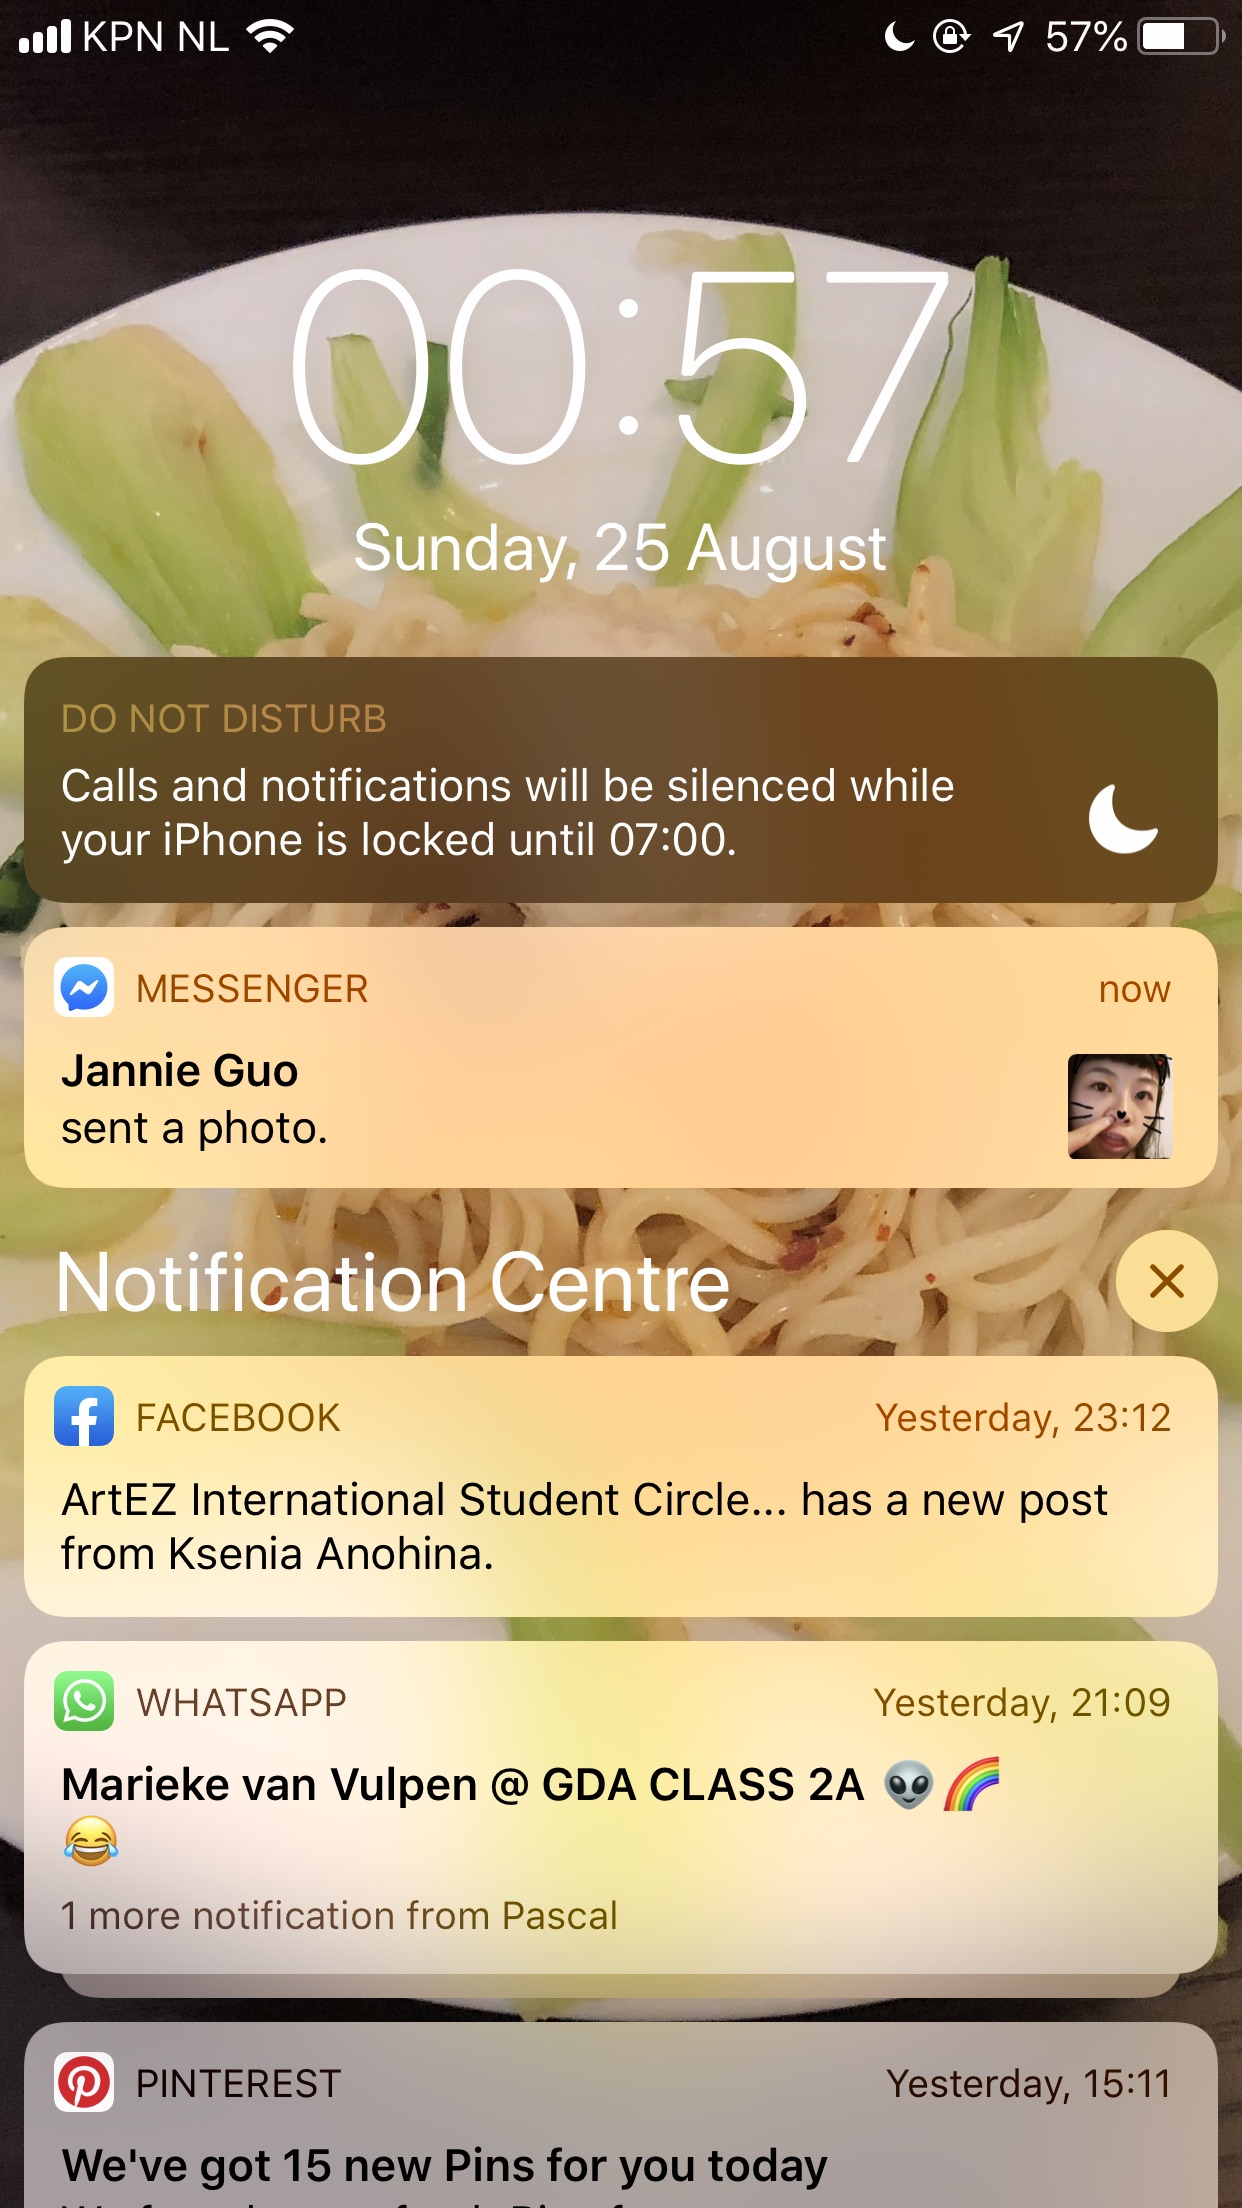 KPN NL 57%
00:57
Sunday, 25 August
DO NOT DISTURB
Calls and notifications will be silenced while
your iPhone is locked until 07:00.
MESSENGER now
Jannie Guo
sent a photo.
Notification Centre
FACEBOOK Yesterday, 23:12
ArtEZ International Student Circle... has a new post
from Ksenia Anohina.
WHATSAPP Yesterday, 21:09
Marieke van Vulpen @ GDA CLASS 2A 👽🌈
😂
1 more notification from Pascal
PINTEREST Yesterday, 15:11
We've got 15 new Pins for you today